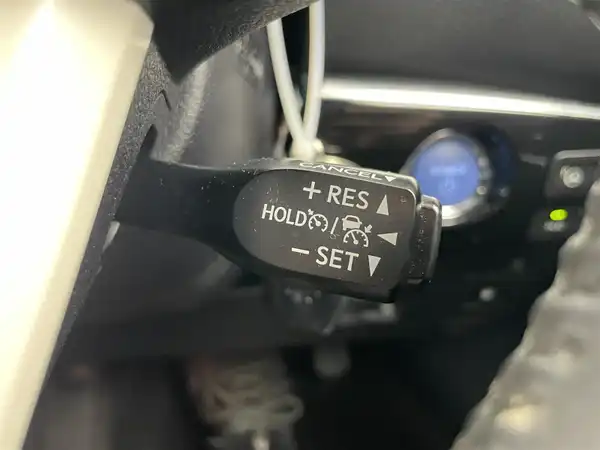 CANCEL▼
+ RES ▲
HOLD / ◀
− SET ▼